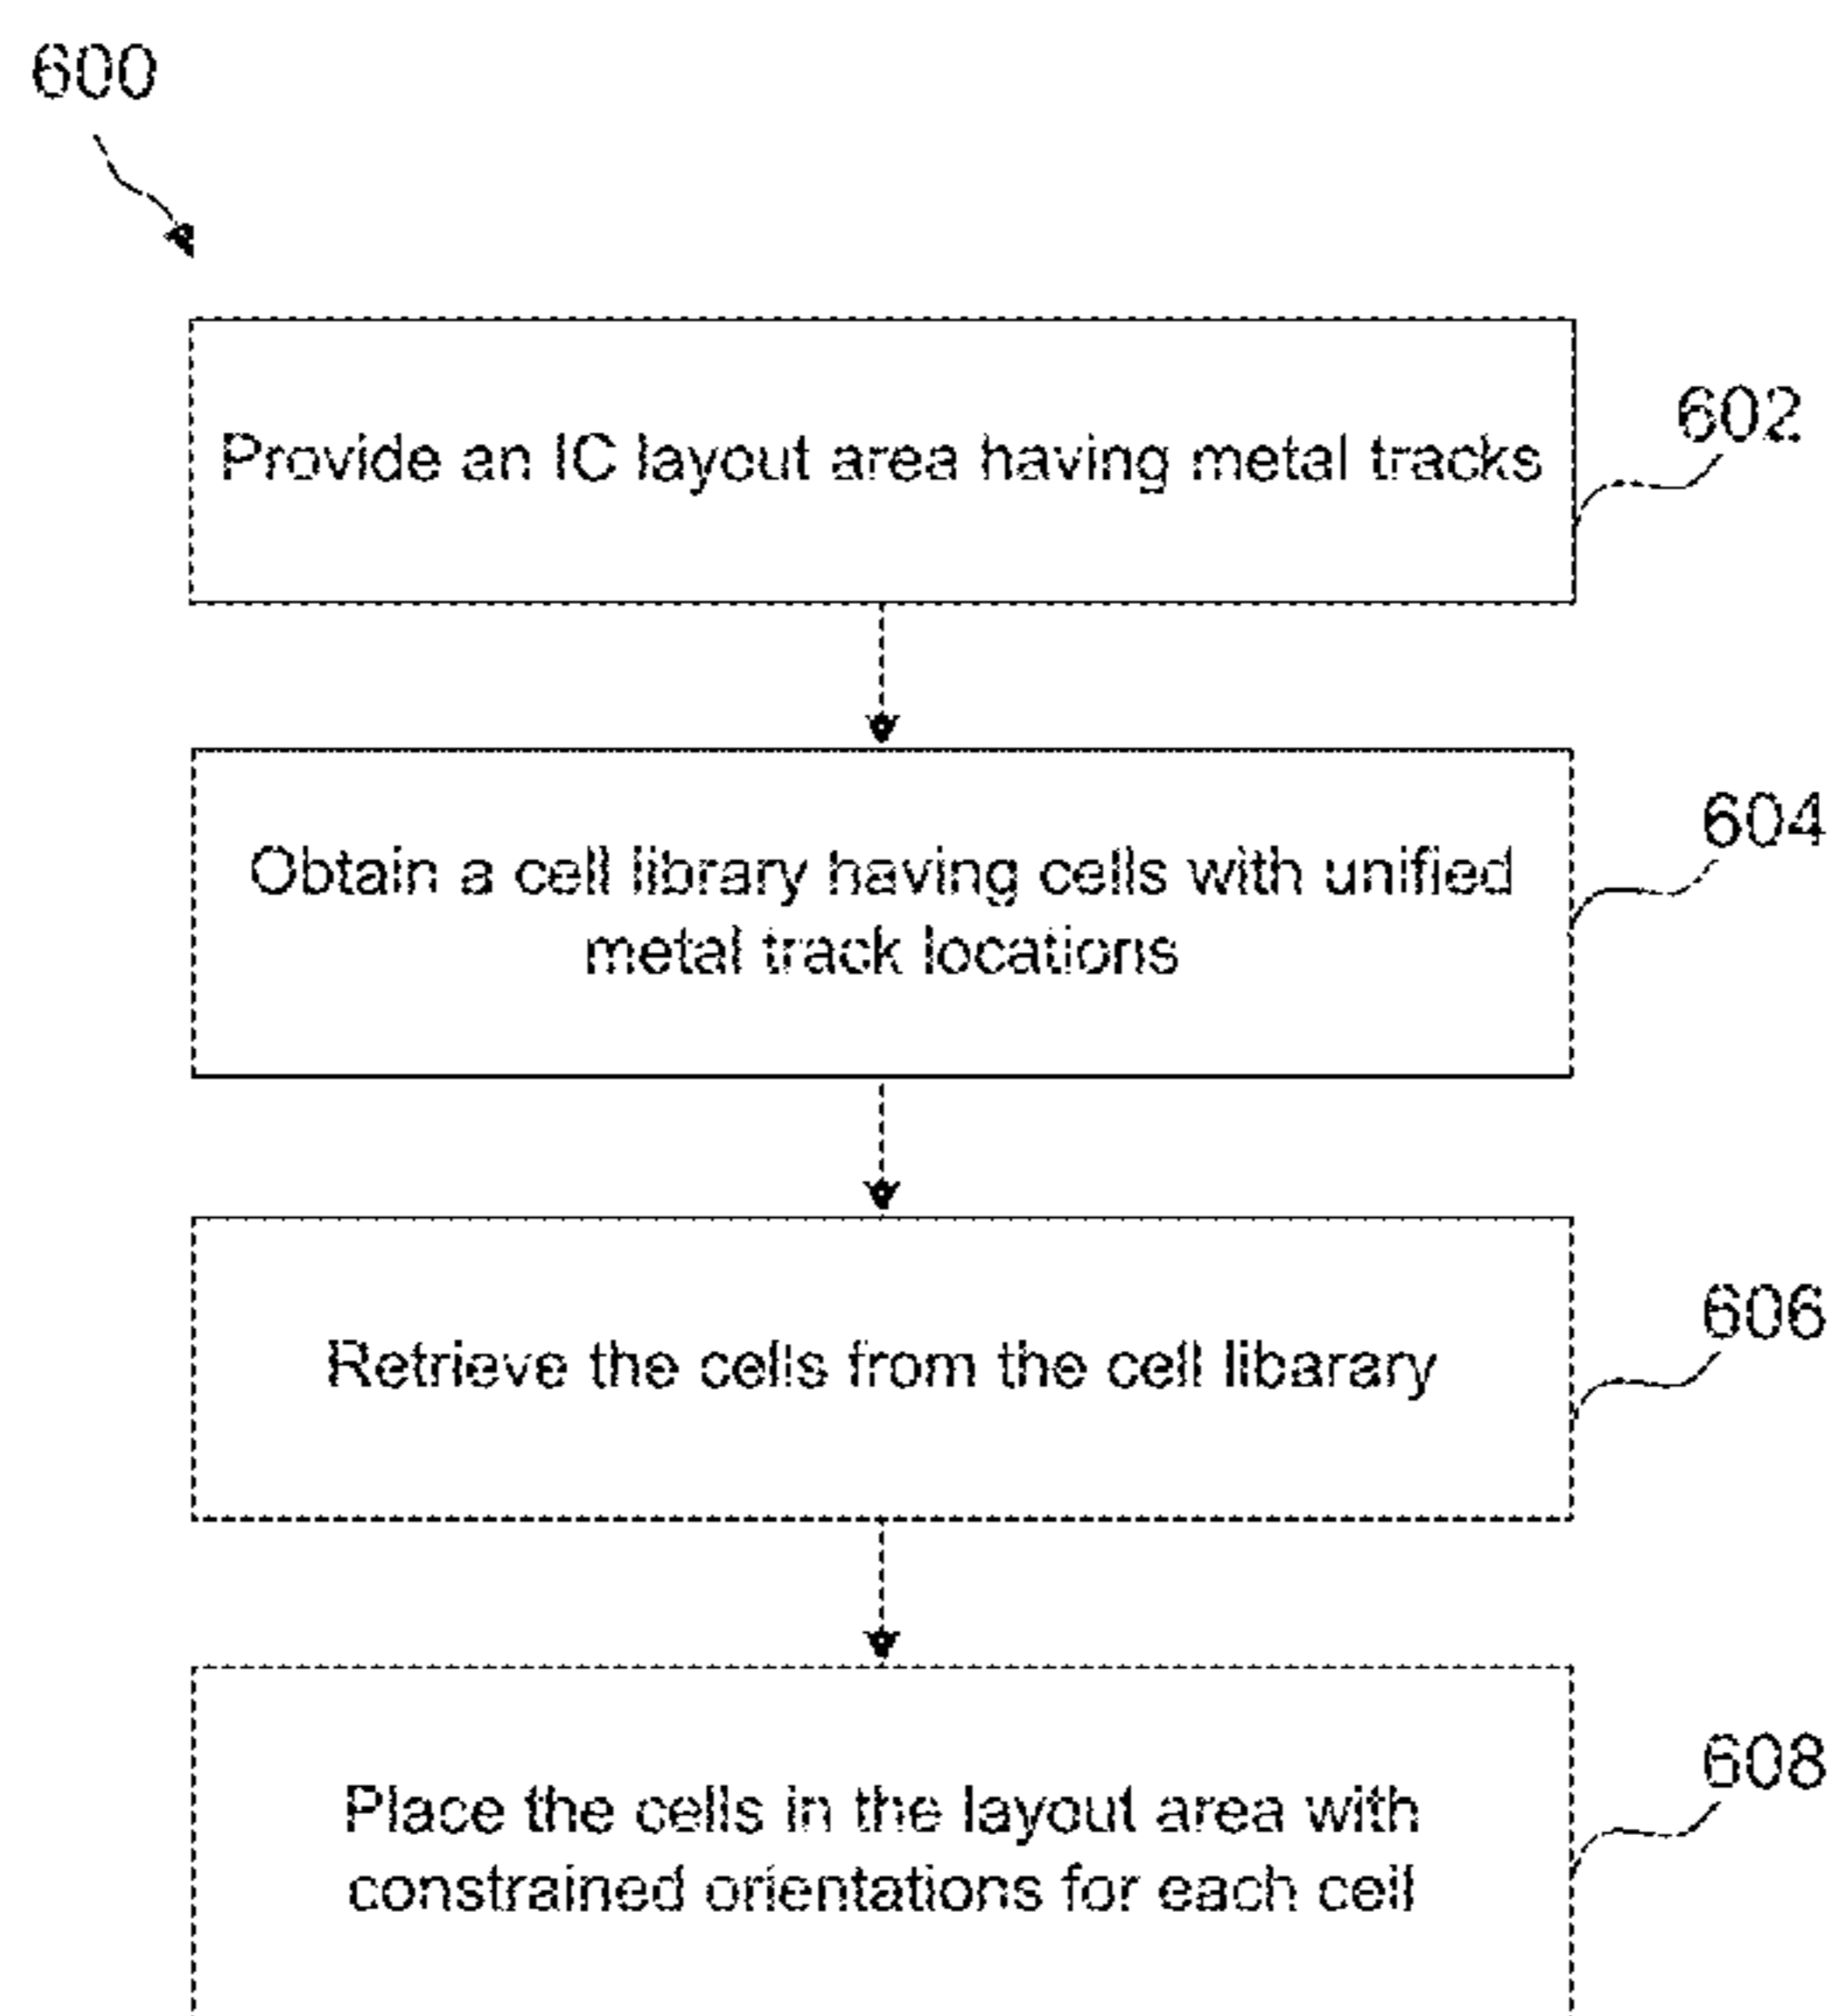 600
Provide an IC layout area having metal tracks
602
Obtain a cell library having cells with unified
metal track locations
604
Retrieve the cells from the cell libarary
606
Place the cells in the layout area with
constrained orientations for each cell
608